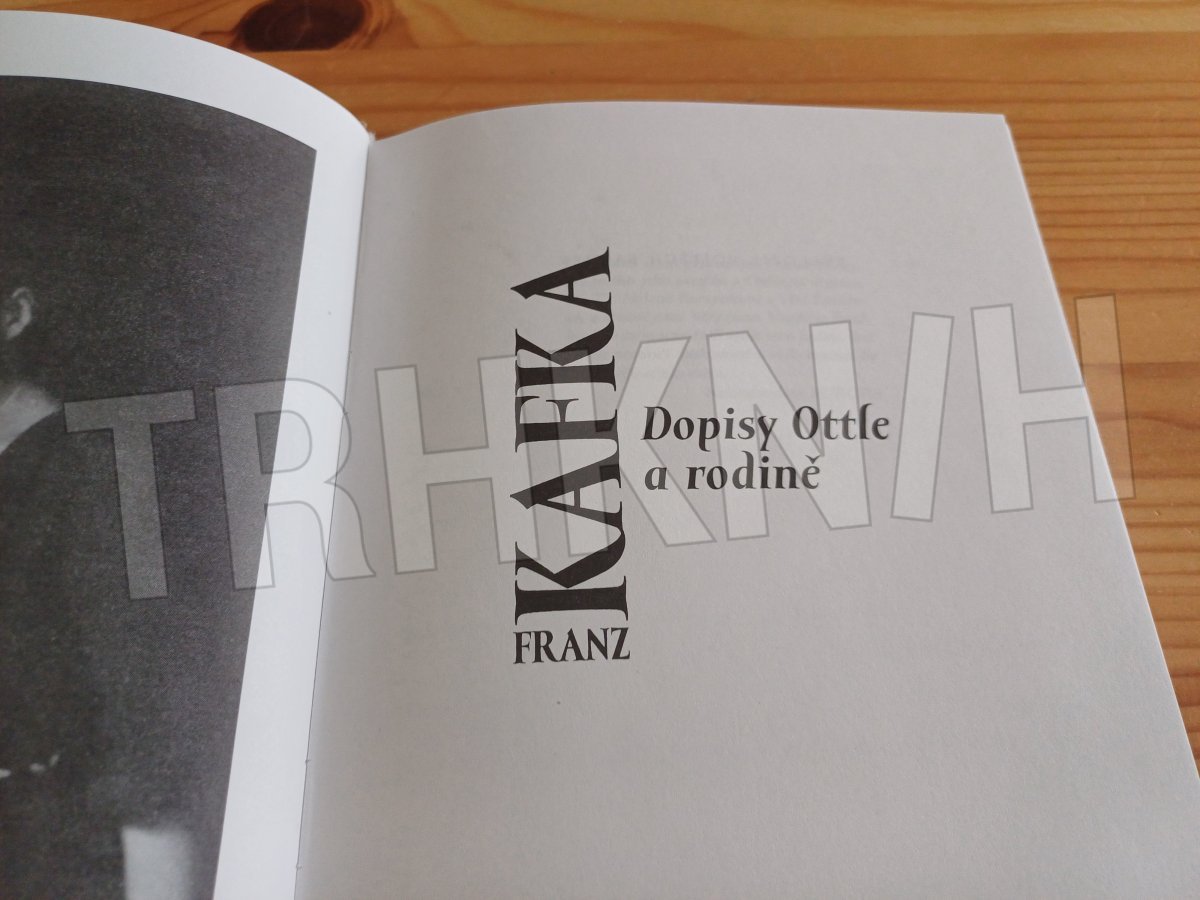 FRANZ
KAFKA
Dopisy Ottle
a rodině
TRHKNIH